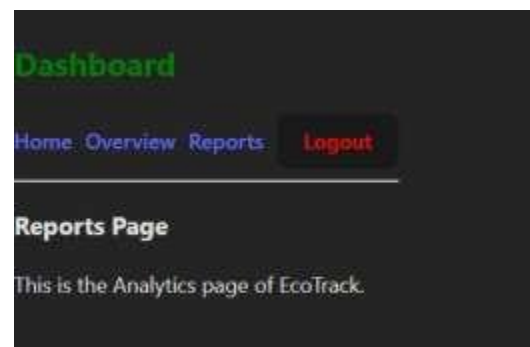 Dashboard
Home Overview Reports Logout
Reports Page
This is the Analytics page of EcoTrack.